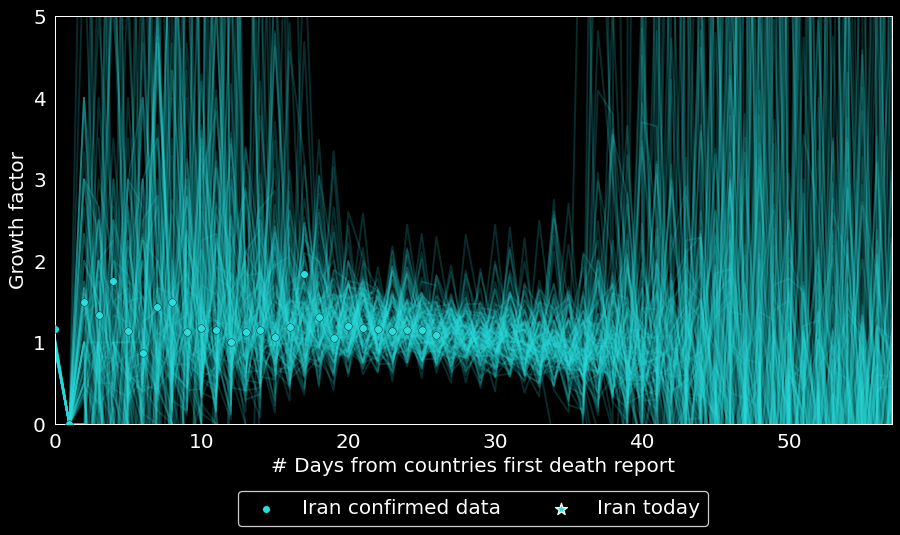 5
4
3
2
1
0
Growth factor
0 10 20 30 40 50
# Days from countries first death report
Iran confirmed data Iran today